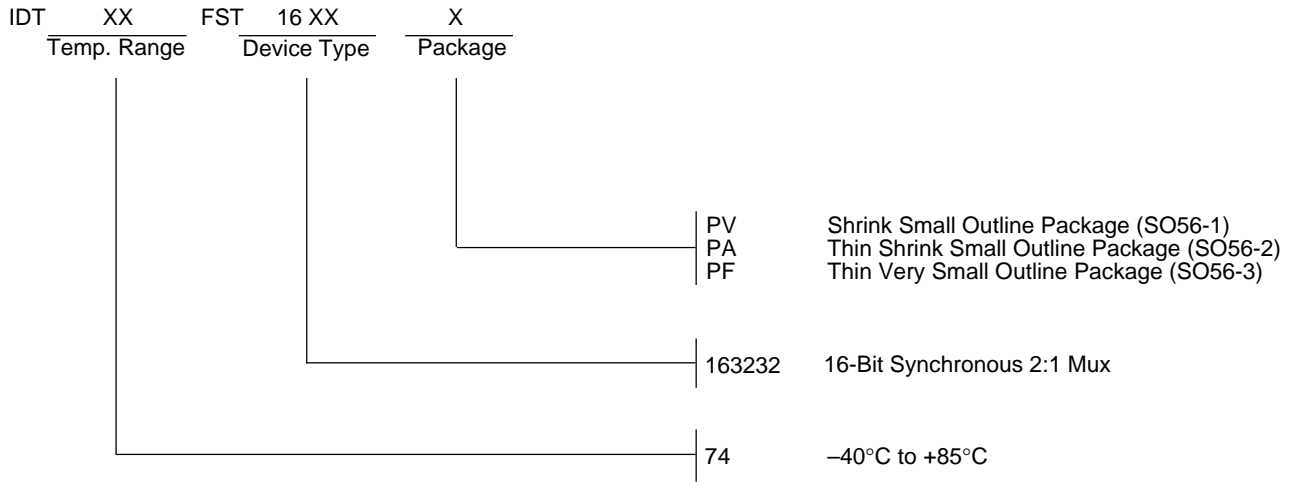 IDT XX FST 16 XX X
Temp. Range Device Type Package
PV Shrink Small Outline Package (SO56-1)
PA Thin Shrink Small Outline Package (SO56-2)
PF Thin Very Small Outline Package (SO56-3)
163232 16-Bit Synchronous 2:1 Mux
74 –40°C to +85°C